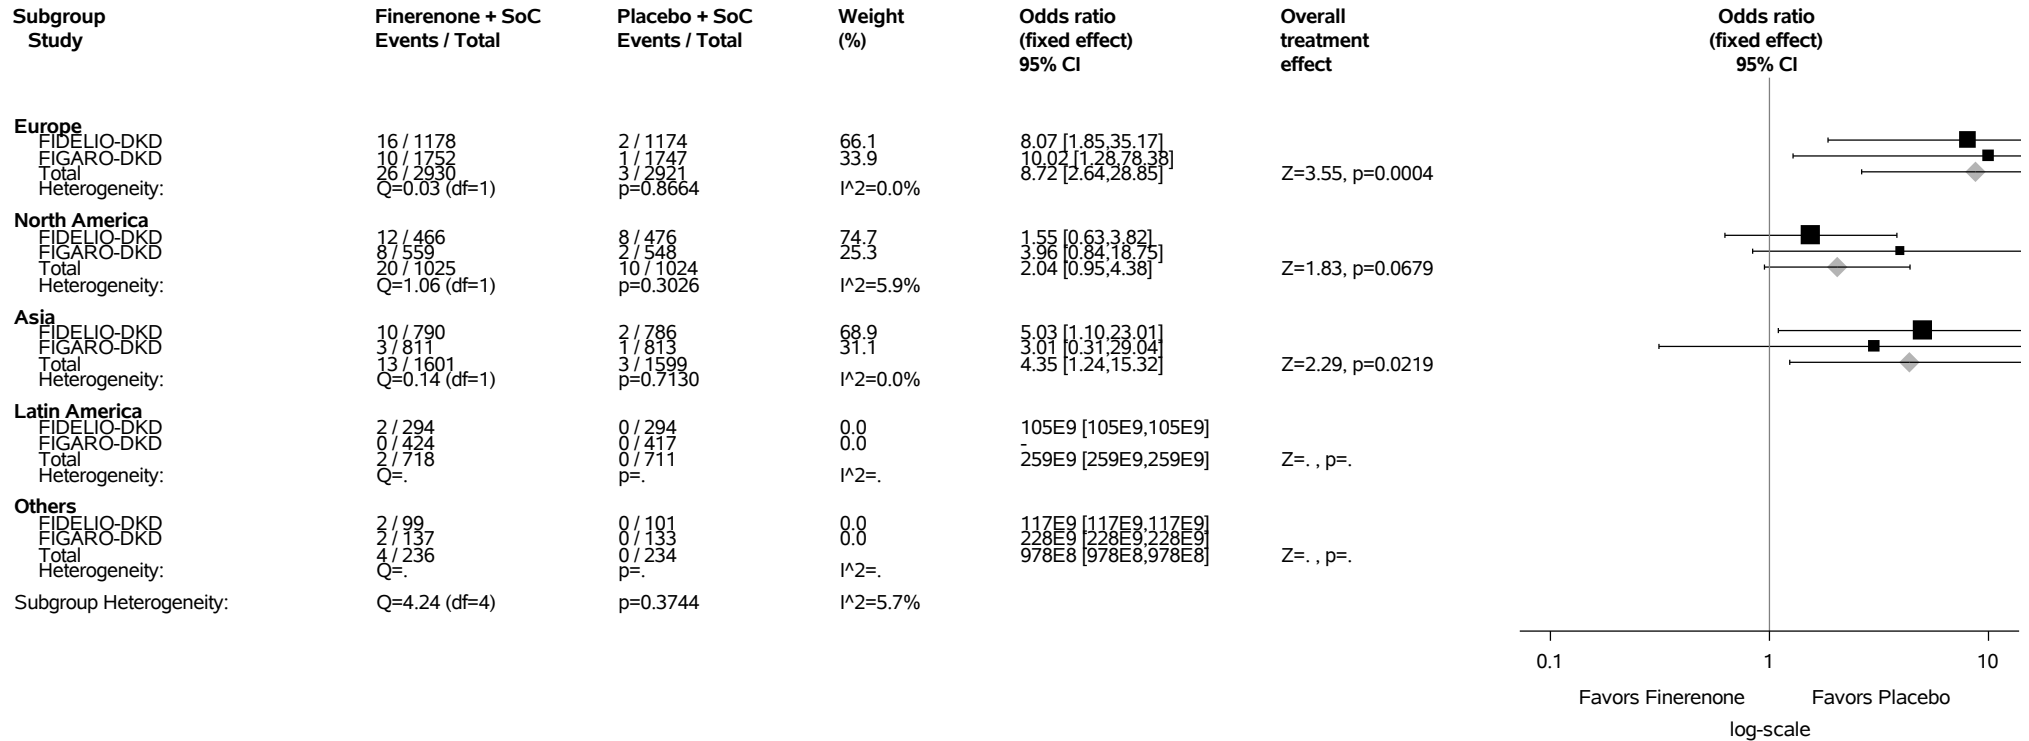 Subgroup Finerenone + SoC Placebo + SoC Weight Odds ratio Overall Odds ratio
Study Events / Total Events / Total (%) (fixed effect) treatment (fixed effect)
95% CI effect 95% CI
Europe
FIDELIO-DKD 16 / 1178 2 / 1174 66.1 8.07 [1.85,35.17]
FIGARO-DKD 10 / 1752 1 / 1747 33.9 10.02 [1.28,78.38]
Total 26 / 2930 3 / 2921 8.72 [2.64,28.85] Z=3.55, p=0.0004
Heterogeneity: Q=0.03 (df=1) p=0.8664 I^2=0.0%
North America
FIDELIO-DKD 12 / 466 8 / 476 74.7 1.55 [0.63,3.82]
FIGARO-DKD 8 / 559 2 / 548 25.3 3.96 [0.84,18.75]
Total 20 / 1025 10 / 1024 2.04 [0.95,4.38] Z=1.83, p=0.0679
Heterogeneity: Q=1.06 (df=1) p=0.3026 I^2=5.9%
Asia
FIDELIO-DKD 10 / 790 2 / 786 68.9 5.03 [1.10,23.01]
FIGARO-DKD 3 / 811 1 / 813 31.1 3.01 [0.31,29.04]
Total 13 / 1601 3 / 1599 4.35 [1.24,15.32] Z=2.29, p=0.0219
Heterogeneity: Q=0.14 (df=1) p=0.7130 I^2=0.0%
Latin America
FIDELIO-DKD 2 / 294 0 / 294 0.0 105E9 [105E9,105E9]
FIGARO-DKD 0 / 424 0 / 417 0.0 -
Total 2 / 718 0 / 711 259E9 [259E9,259E9] Z=. , p=.
Heterogeneity: Q=. p=. I^2=.
Others
FIDELIO-DKD 2 / 99 0 / 101 0.0 117E9 [117E9,117E9]
FIGARO-DKD 2 / 137 0 / 133 0.0 228E9 [228E9,228E9]
Total 4 / 236 0 / 234 978E8 [978E8,978E8] Z=. , p=.
Heterogeneity: Q=. p=. I^2=.
Subgroup Heterogeneity: Q=4.24 (df=4) p=0.3744 I^2=5.7%
0.1 1 10
Favors Finerenone Favors Placebo
log-scale